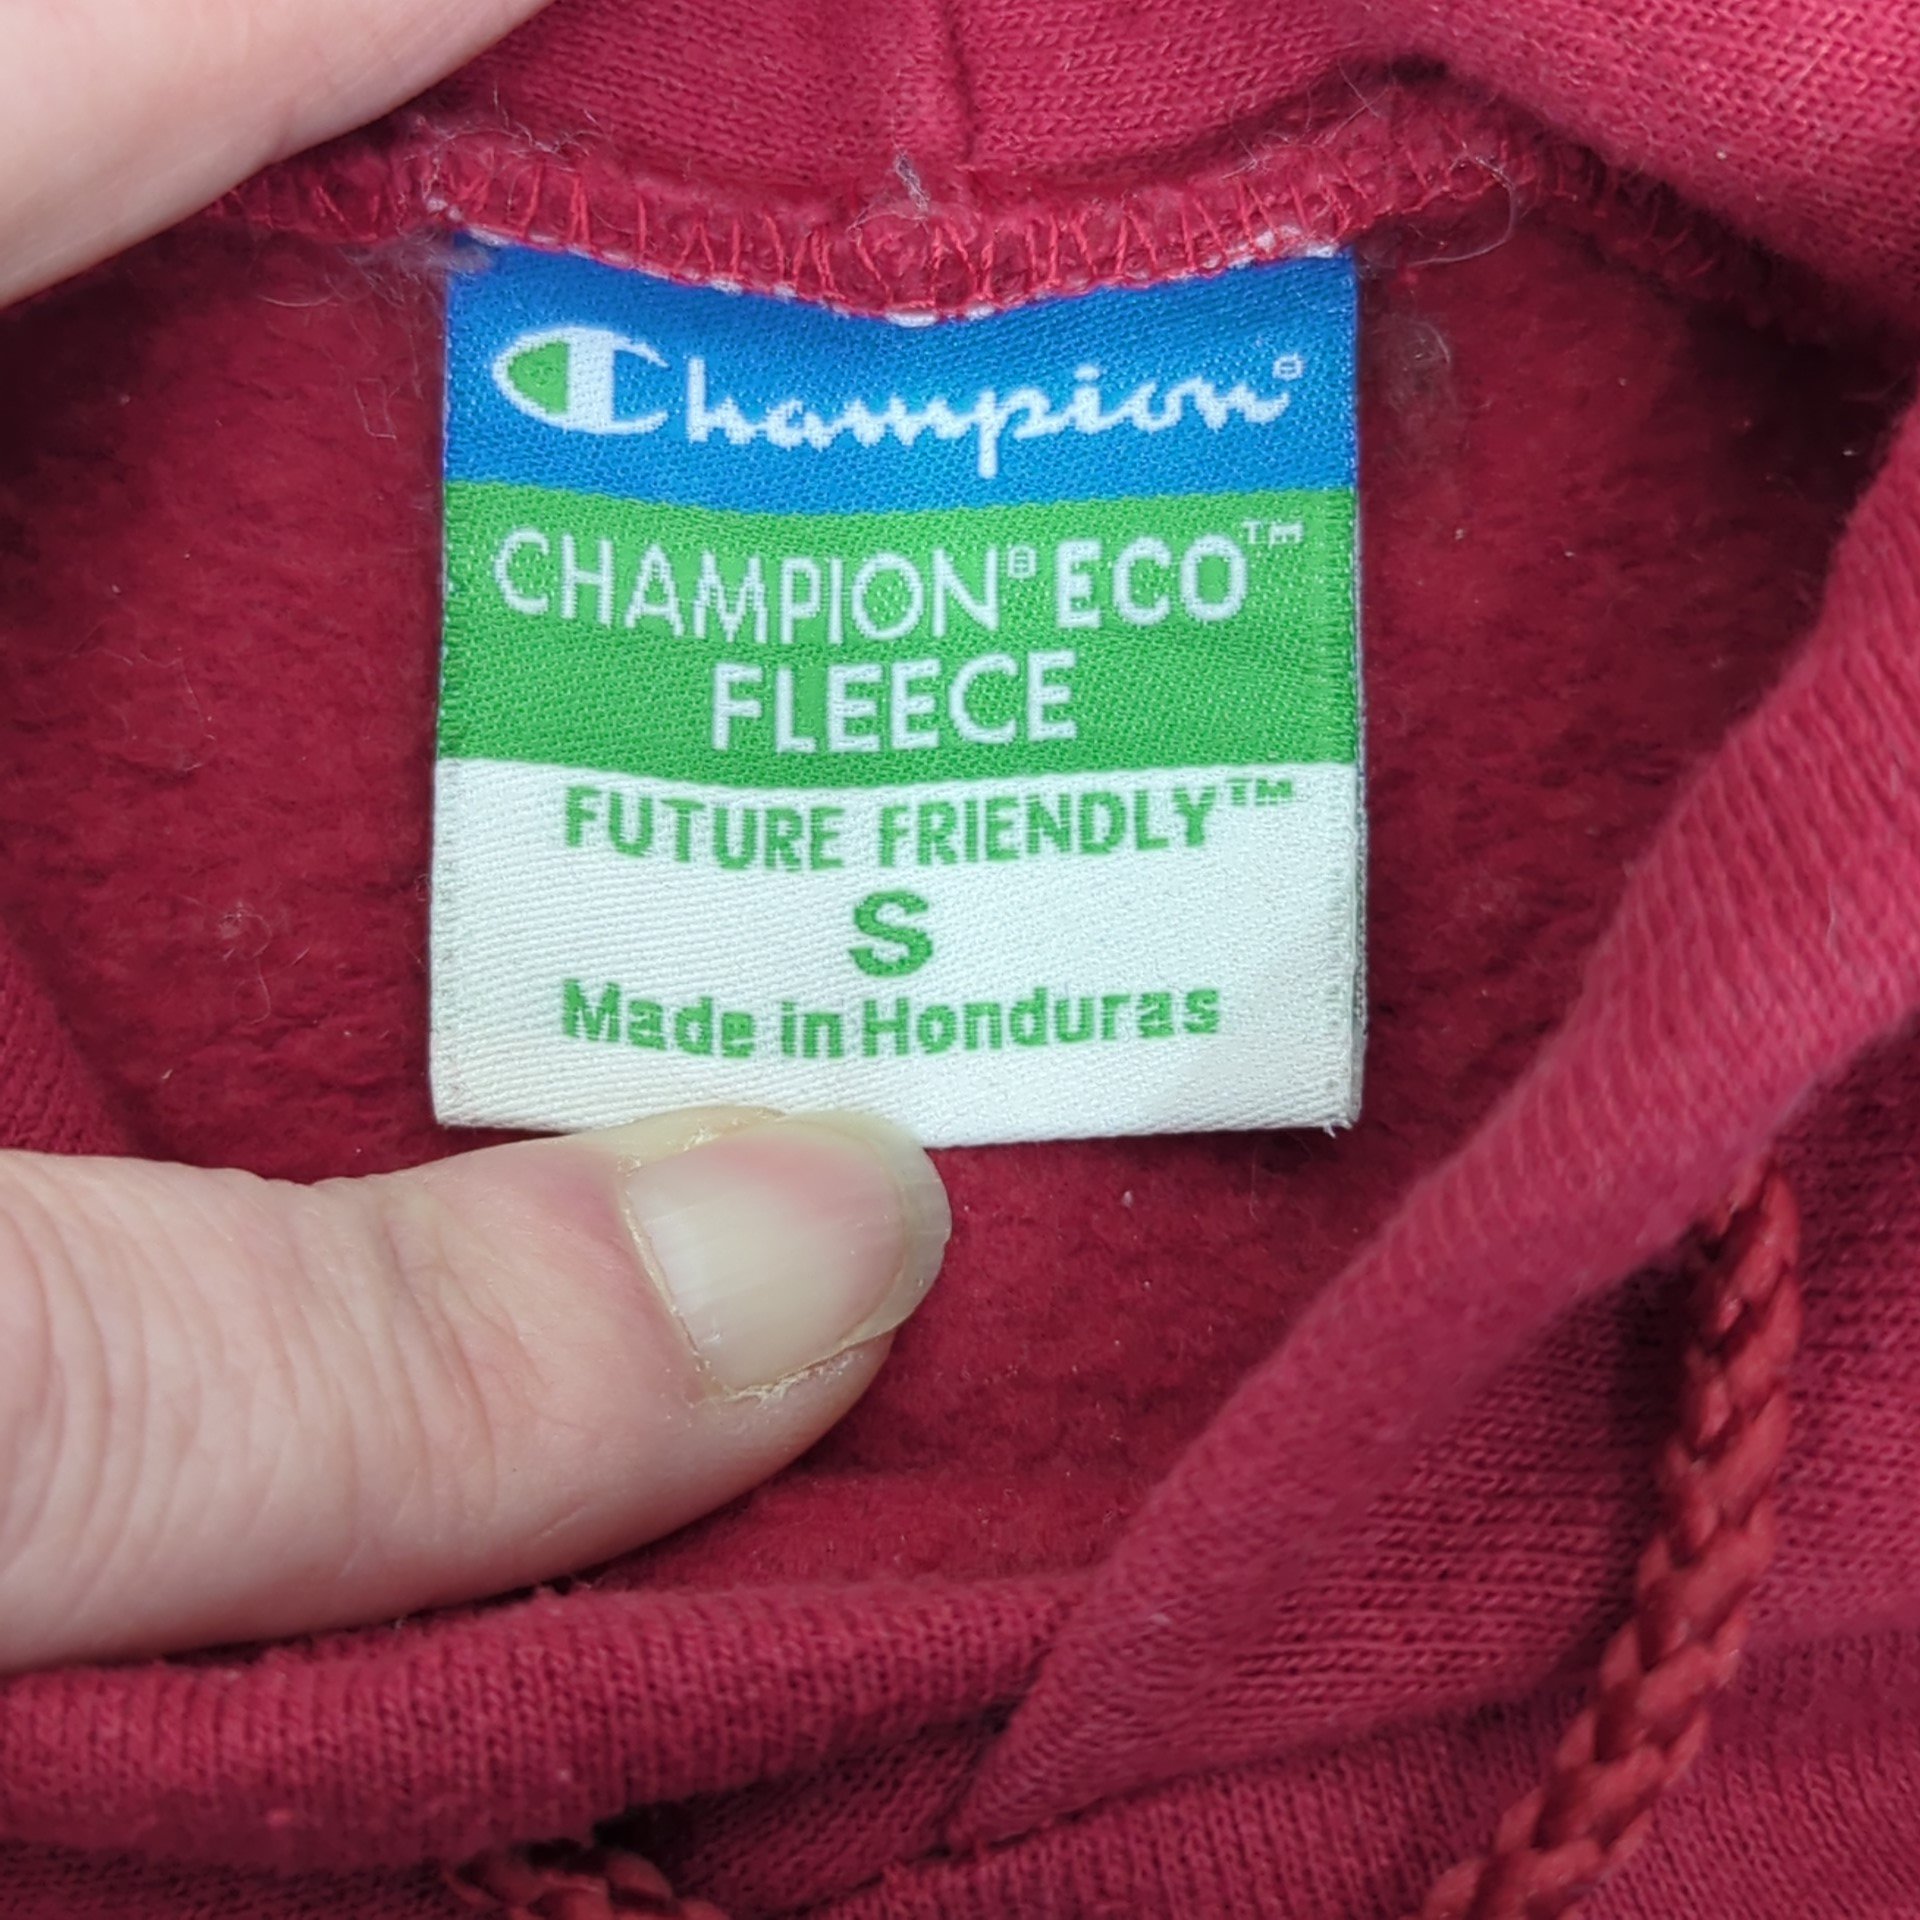 Champion®
CHAMPION® ECO™
FLEECE
FUTURE FRIENDLY™
S
Made in Honduras